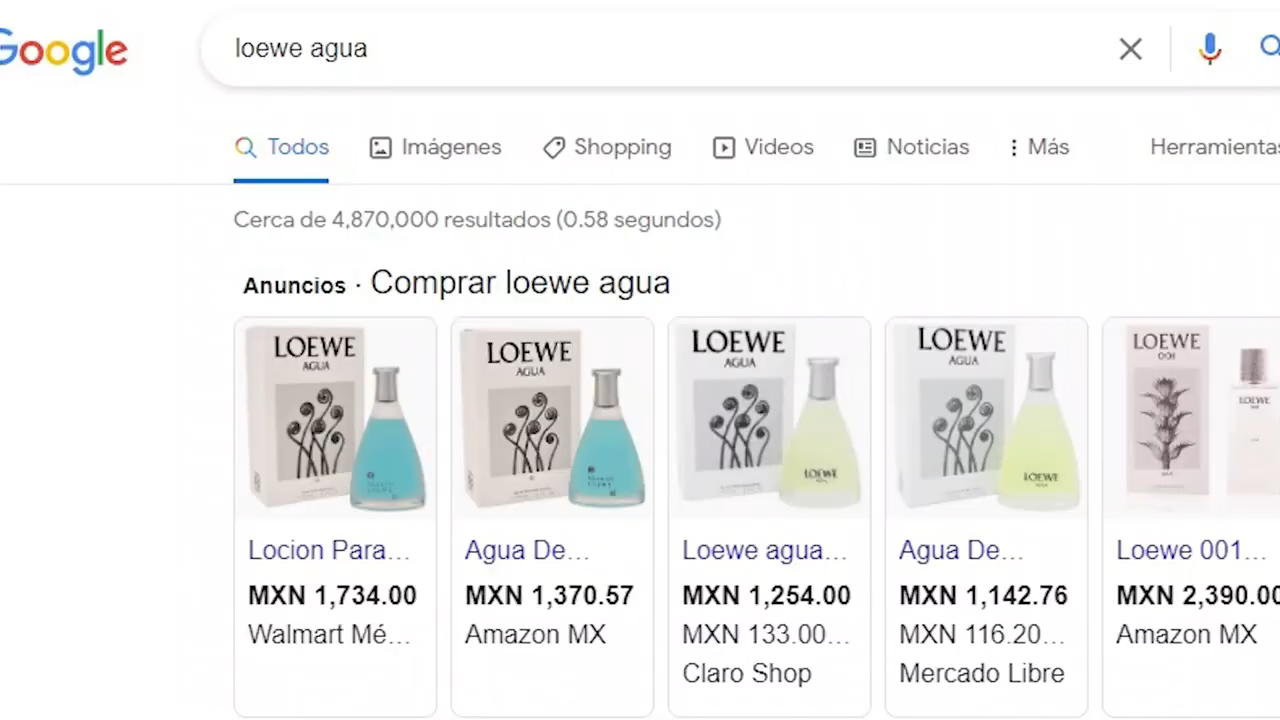 Google
loewe agua
Todos Imágenes Shopping Videos Noticias Más Herramientas
Cerca de 4,870,000 resultados (0.58 segundos)
Anuncios · Comprar loewe agua
LOEWE
AGUA
LOEWE
AGUA
LOEWE
AGUA
LOEWE
LOEWE
AGUA
LOEWE
LOEWE
001
LOEWE
Locion Para... Agua De... Loewe agua... Agua De... Loewe 001...
MXN 1,734.00 MXN 1,370.57 MXN 1,254.00 MXN 1,142.76 MXN 2,390.00
Walmart Mé... Amazon MX MXN 133.00... MXN 116.20... Amazon MX
Claro Shop Mercado Libre